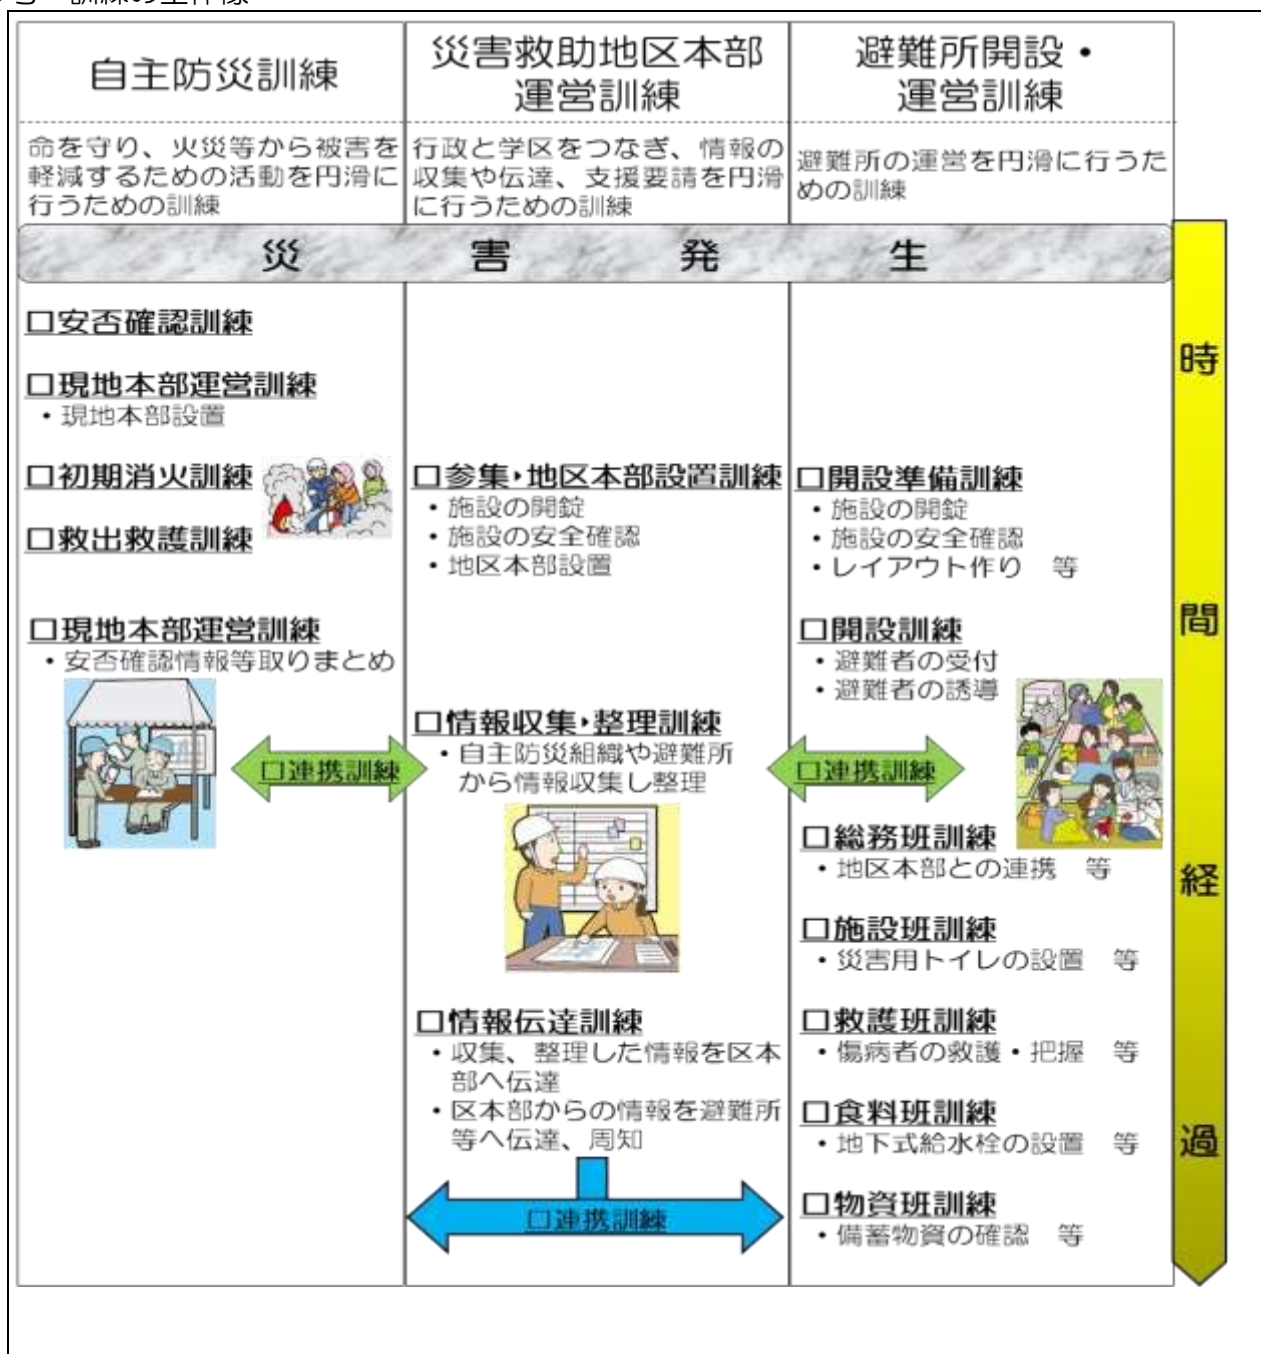 訓練の全体像
自主防災訓練
命を守り、火災等から被害を
軽減するための活動を円滑に
行うための訓練
災害救助地区本部
運営訓練
行政と学区をつなぎ、情報の
収集や伝達、支援要請を円滑
に行うための訓練
避難所開設・
運営訓練
避難所の運営を円滑に行うた
めの訓練
災 害 発 生
□安否確認訓練
□現地本部運営訓練
・現地本部設置
□初期消火訓練
□救出救護訓練
□現地本部運営訓練
・安否確認情報等取りまとめ
□連携訓練
□参集・地区本部設置訓練
・施設の開錠
・施設の安全確認
・地区本部設置
□情報収集・整理訓練
・自主防災組織や避難所
から情報収集し整理
□情報伝達訓練
・収集、整理した情報を区本
部へ伝達
・区本部からの情報を避難所
等へ伝達、周知
□連携訓練
□連携訓練
□開設準備訓練
・施設の開錠
・施設の安全確認
・レイアウト作り 等
□開設訓練
・避難者の受付
・避難者の誘導
□総務班訓練
・地区本部との連携 等
□施設班訓練
・災害用トイレの設置 等
□救護班訓練
・傷病者の救護・把握 等
□食料班訓練
・地下式給水栓の設置 等
□物資班訓練
・備蓄物資の確認 等
時
間
経
過